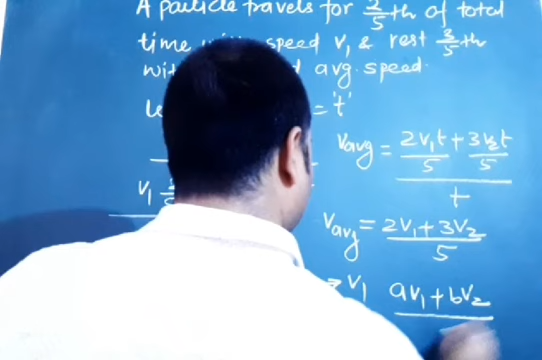 A particle travels for 2/5 th of total
time with speed V₁ & rest 3/5 th
avg. speed.
= 't'
Vavg = 2V₁t/5 + 3V₂t/5
t
V₁
Vavg = 2V₁ + 3V₂
5
V₁ aV₁ + bV₂